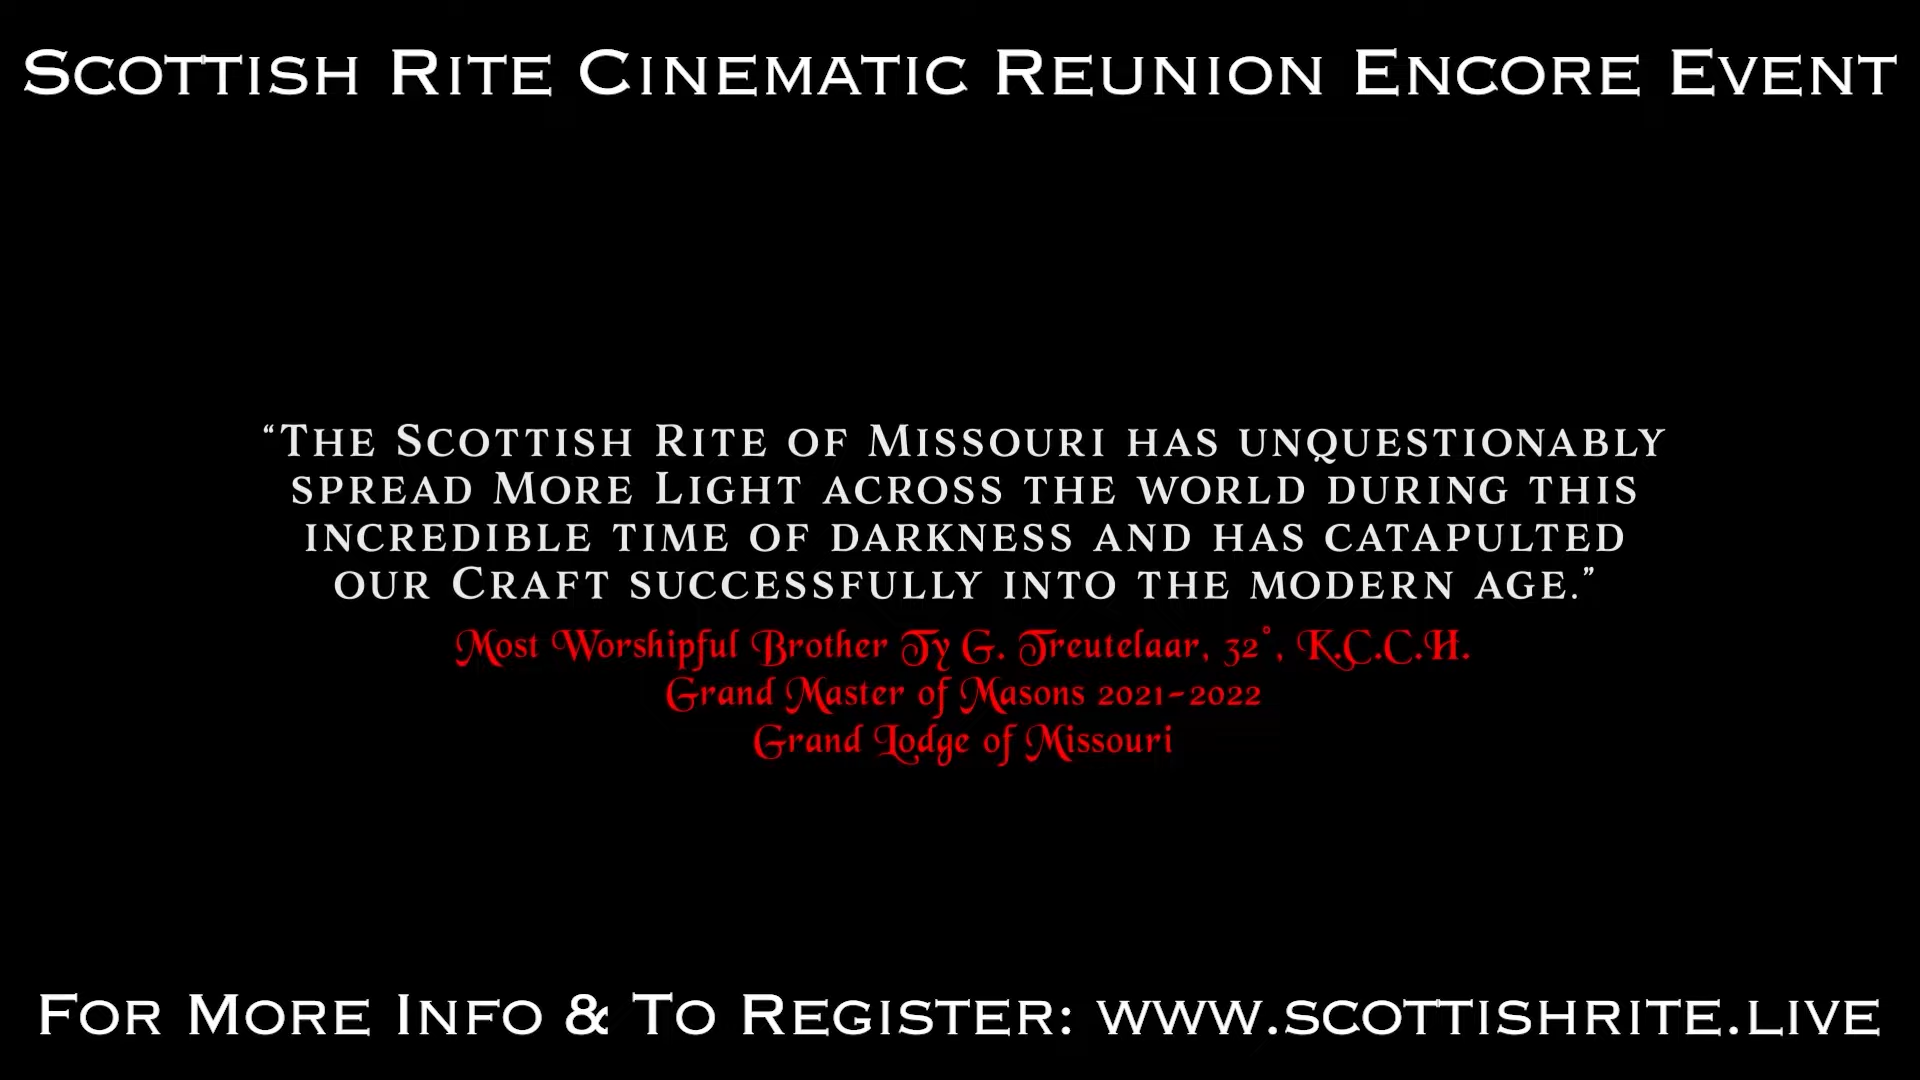 Scottish Rite Cinematic Reunion Encore Event
“The Scottish Rite of Missouri has unquestionably
spread More Light across the world during this
incredible time of darkness and has catapulted
our Craft successfully into the modern age.”
Most Worshipful Brother Ty G. Treutelaar, 32°, K.C.C.H.
Grand Master of Masons 2021-2022
Grand Lodge of Missouri
For More Info & To Register: www.scottishrite.live